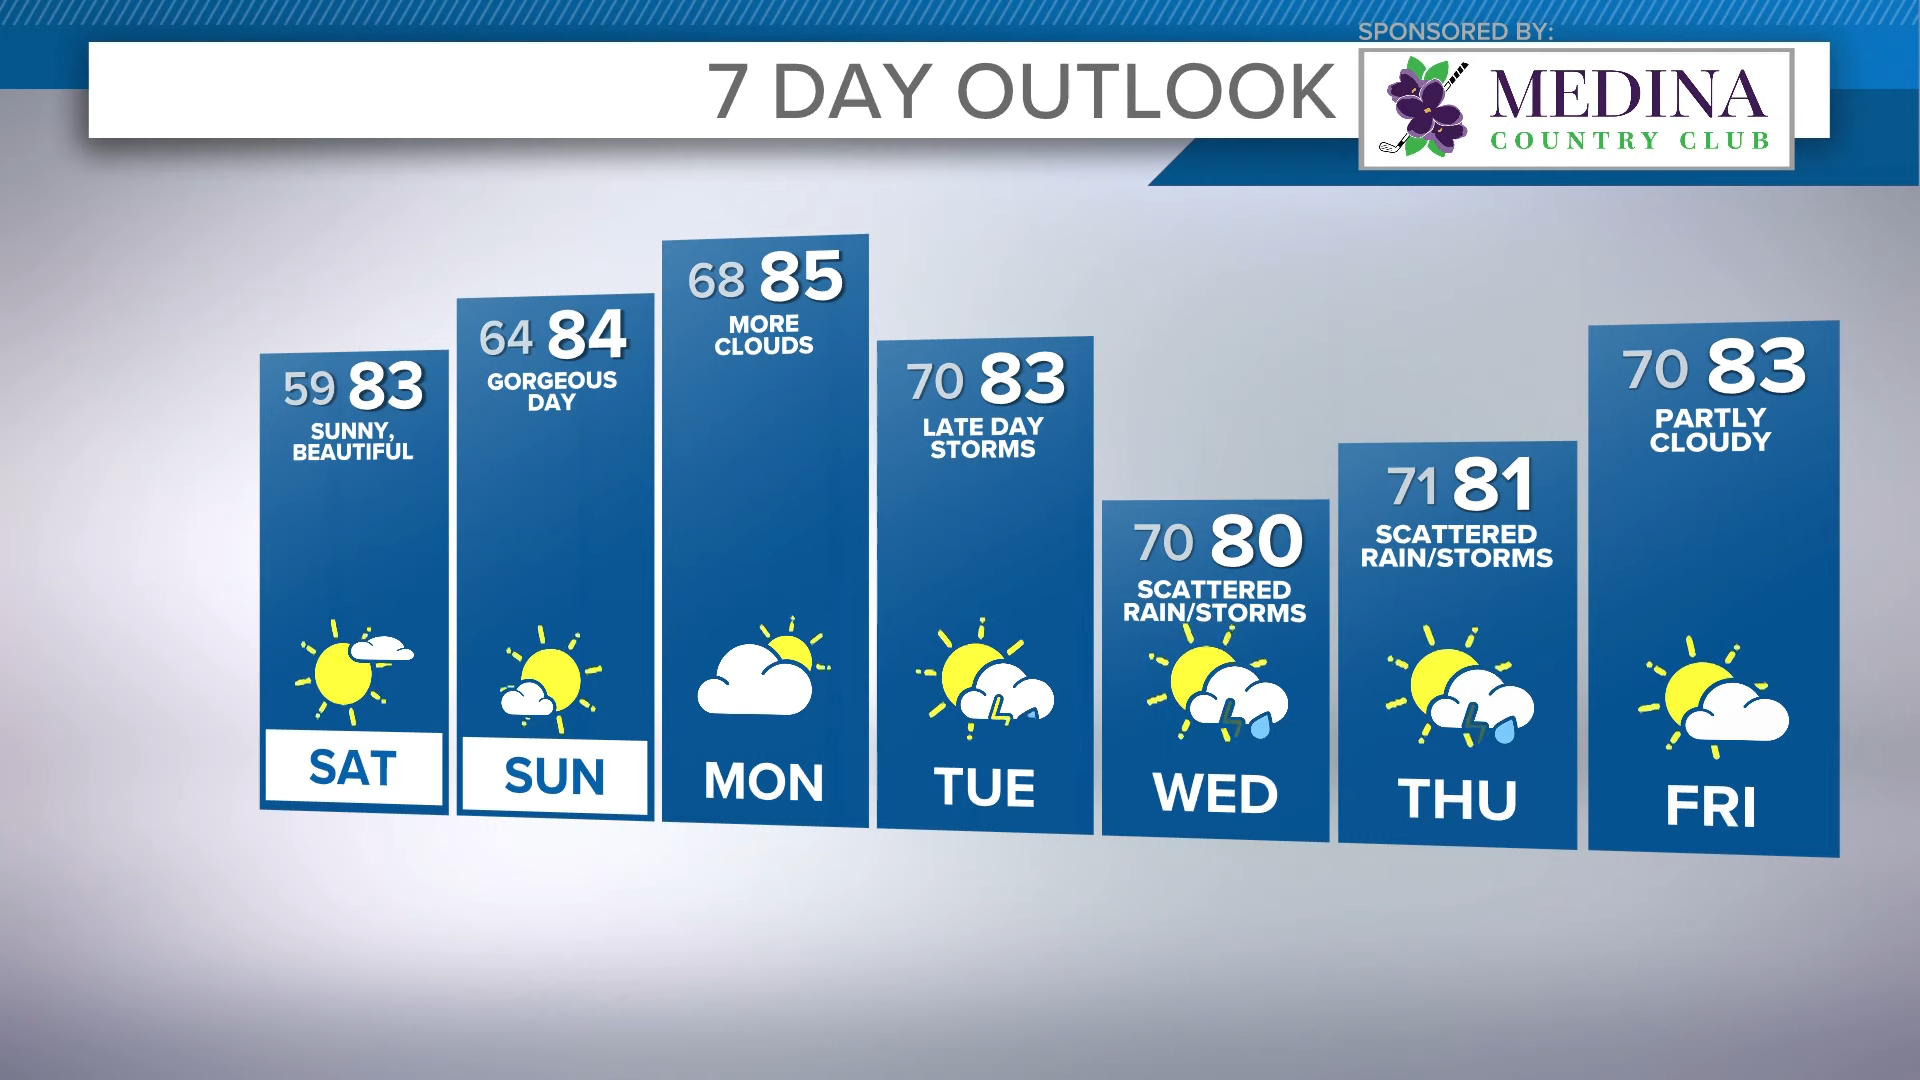 SPONSORED BY:
7 DAY OUTLOOK
MEDINA
COUNTRY CLUB
59 83
SUNNY,
BEAUTIFUL
SAT
64 84
GORGEOUS
DAY
SUN
68 85
MORE
CLOUDS
MON
70 83
LATE DAY
STORMS
TUE
70 80
SCATTERED
RAIN/STORMS
WED
71 81
SCATTERED
RAIN/STORMS
THU
70 83
PARTLY
CLOUDY
FRI